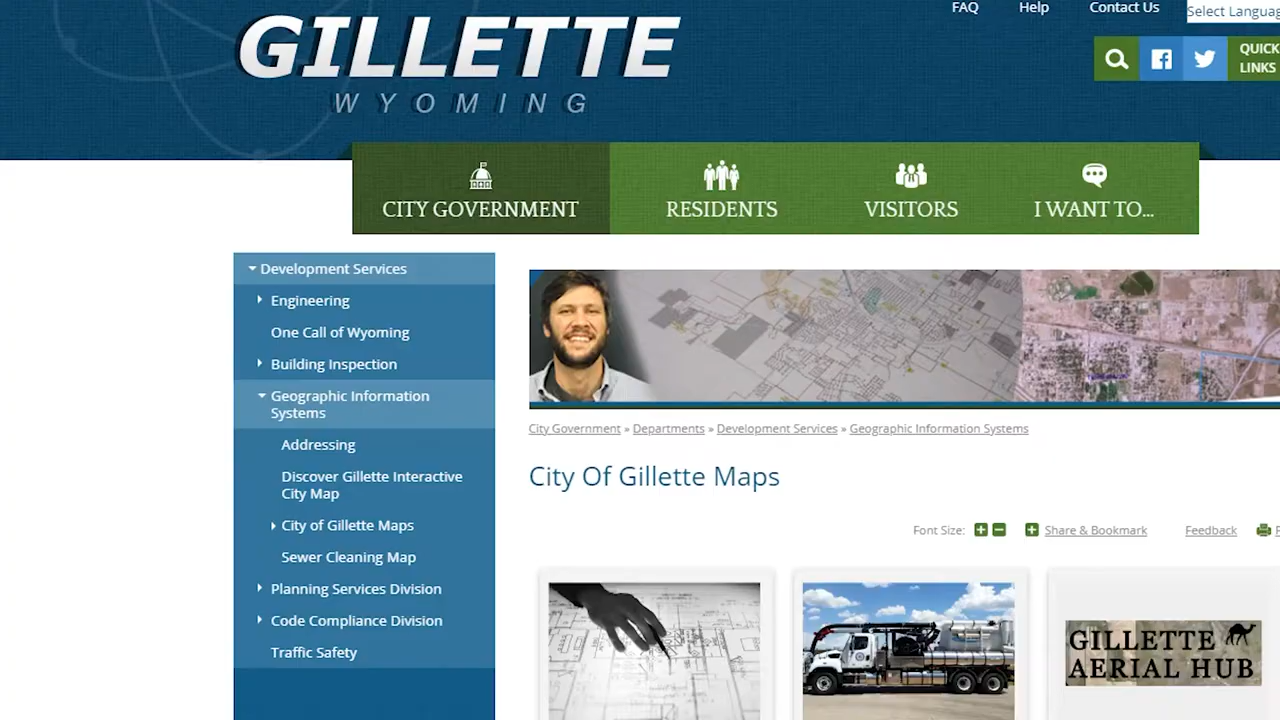 GILLETTE
WYOMING
FAQ
Help
Contact Us
Select Languag
QUICK
LINKS
CITY GOVERNMENT
RESIDENTS
VISITORS
I WANT TO...
Development Services
Engineering
One Call of Wyoming
Building Inspection
Geographic Information
Systems
Addressing
Discover Gillette Interactive
City Map
City of Gillette Maps
Sewer Cleaning Map
Planning Services Division
Code Compliance Division
Traffic Safety
City Government » Departments » Development Services » Geographic Information Systems
City Of Gillette Maps
Font Size:
Share & Bookmark
Feedback
GILLETTE
AERIAL HUB